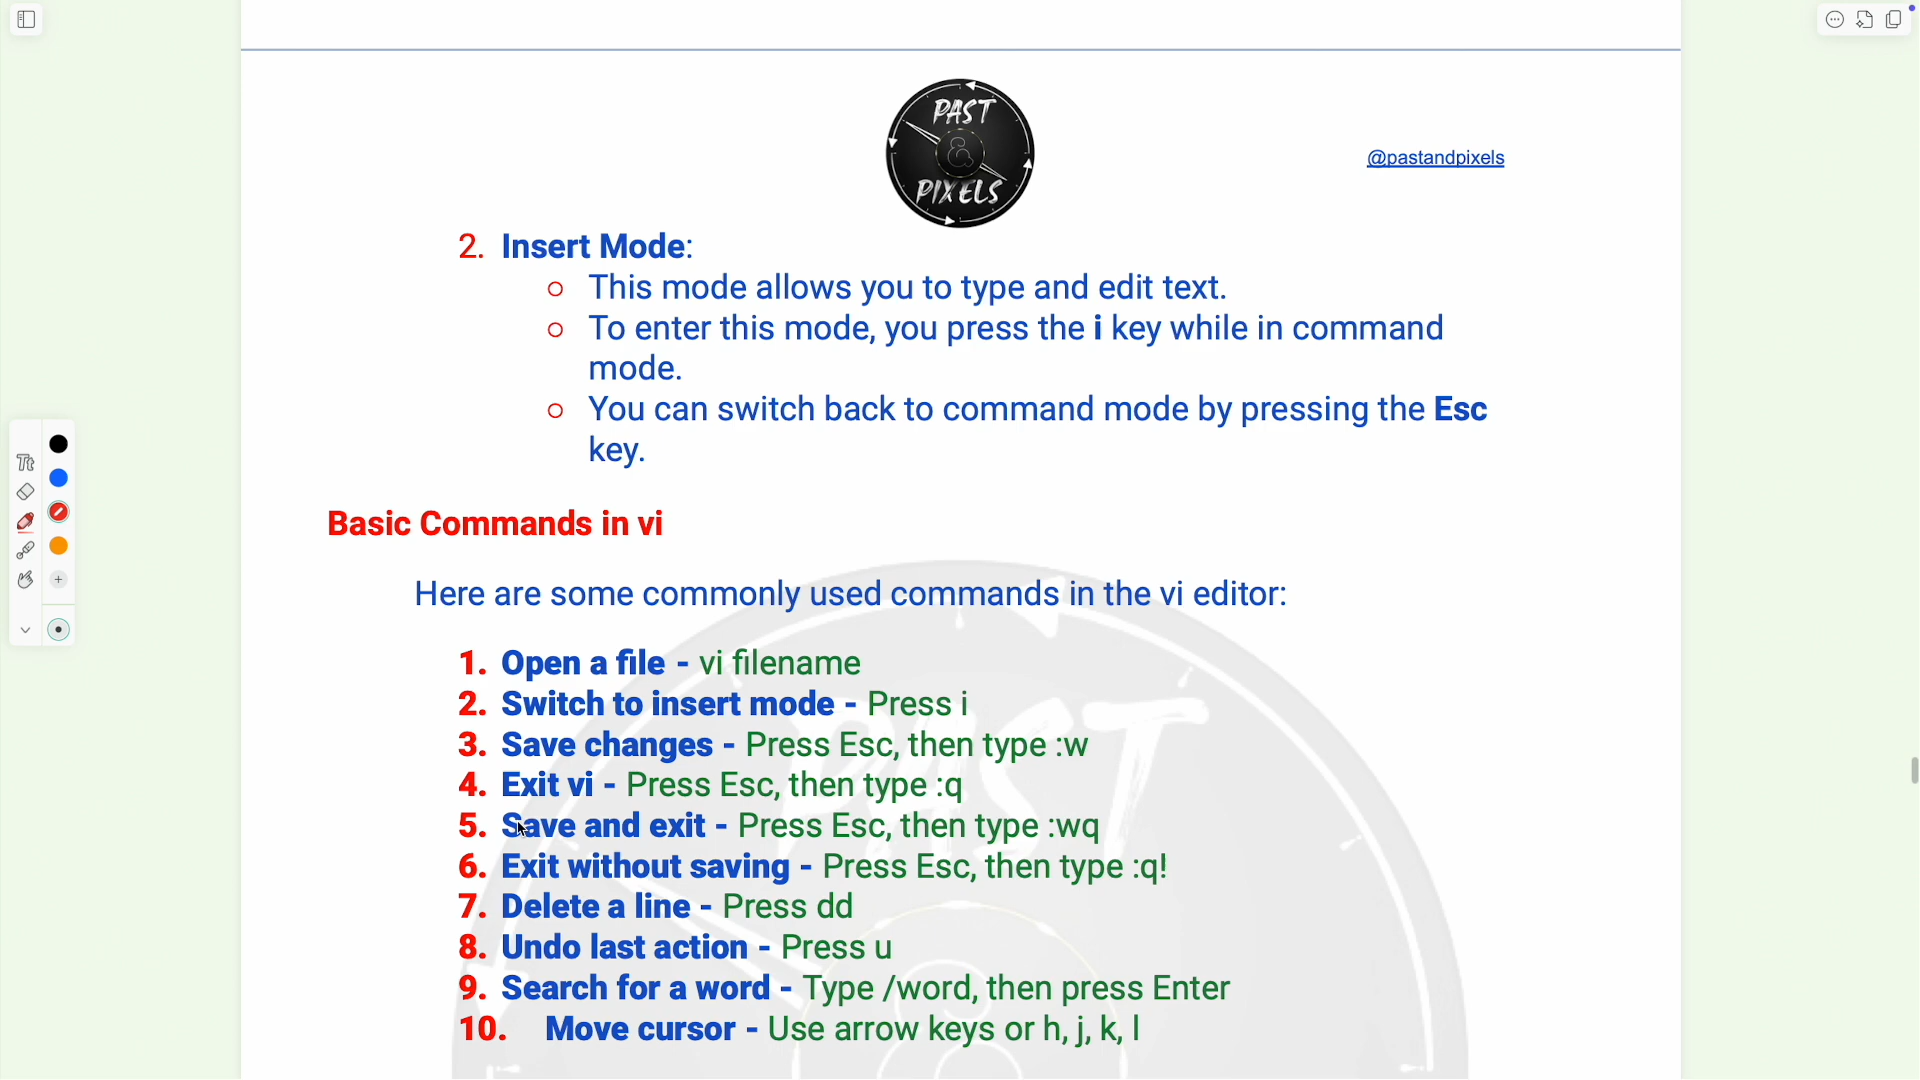 PAST
&
PIXELS
@pastandpixels
2. Insert Mode:
○ This mode allows you to type and edit text.
○ To enter this mode, you press the i key while in command
mode.
○ You can switch back to command mode by pressing the Esc
key.
Basic Commands in vi
Here are some commonly used commands in the vi editor:
1. Open a file - vi filename
2. Switch to insert mode - Press i
3. Save changes - Press Esc, then type :w
4. Exit vi - Press Esc, then type :q
5. Save and exit - Press Esc, then type :wq
6. Exit without saving - Press Esc, then type :q!
7. Delete a line - Press dd
8. Undo last action - Press u
9. Search for a word - Type /word, then press Enter
10. Move cursor - Use arrow keys or h, j, k, l
PAST
&
Tt